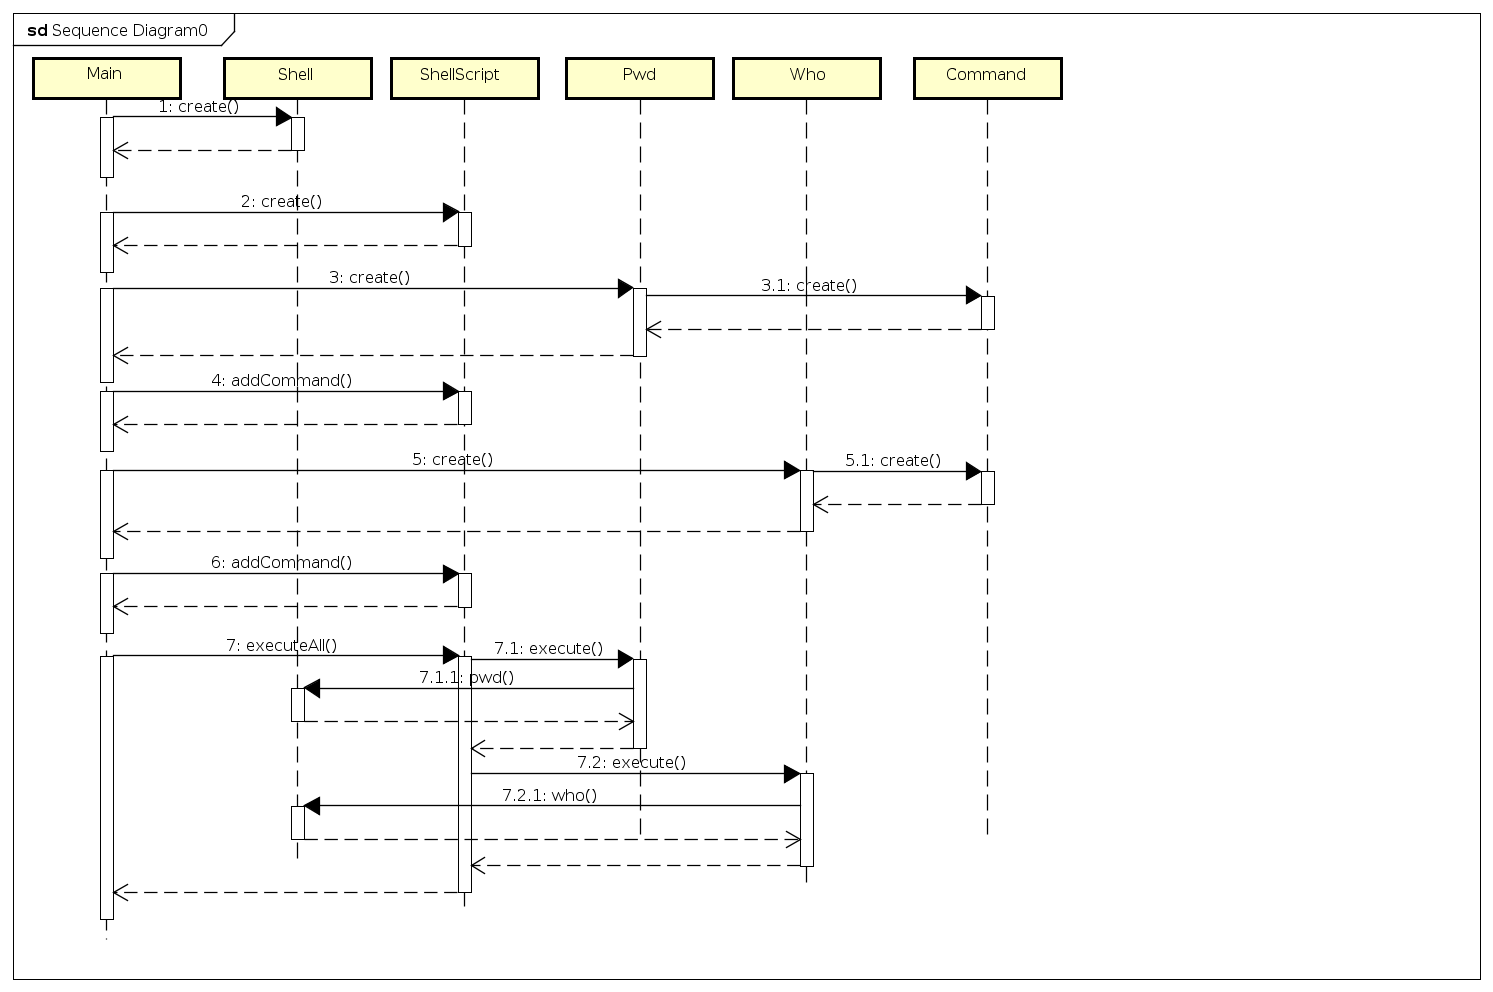 sd Sequence Diagram0
Main
Shell
ShellScript
Pwd
Who
Command
1: create()
2: create()
3: create()
3.1: create()
4: addCommand()
5: create()
5.1: create()
6: addCommand()
7: executeAll()
7.1: execute()
7.1.1: pwd()
7.2: execute()
7.2.1: who()